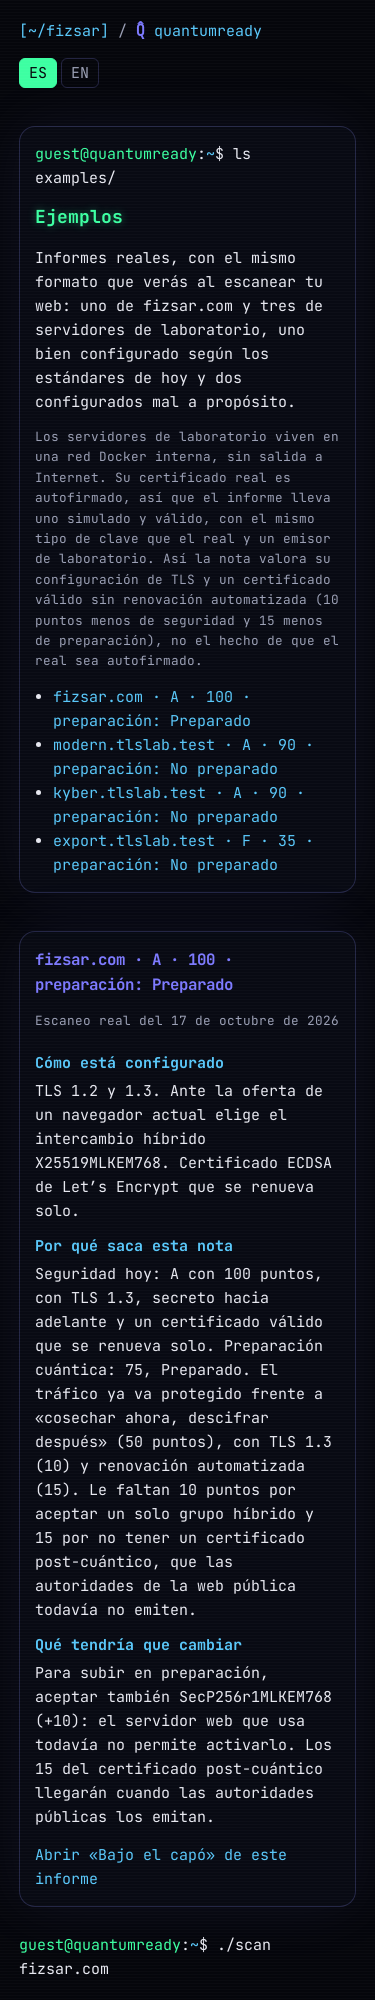 [~/fizsar] / Q̂ quantumready
ES EN
guest@quantumready:~$ ls
examples/
Ejemplos
Informes reales, con el mismo
formato que verás al escanear tu
web: uno de fizsar.com y tres de
servidores de laboratorio, uno
bien configurado según los
estándares de hoy y dos
configurados mal a propósito.
Los servidores de laboratorio viven en
una red Docker interna, sin salida a
Internet. Su certificado real es
autofirmado, así que el informe lleva
uno simulado y válido, con el mismo
tipo de clave que el real y un emisor
de laboratorio. Así la nota valora su
configuración de TLS y un certificado
válido sin renovación automatizada (10
puntos menos de seguridad y 15 menos
de preparación), no el hecho de que el
real sea autofirmado.
• fizsar.com · A · 100 ·
preparación: Preparado
• modern.tlslab.test · A · 90 ·
preparación: No preparado
• kyber.tlslab.test · A · 90 ·
preparación: No preparado
• export.tlslab.test · F · 35 ·
preparación: No preparado
fizsar.com · A · 100 ·
preparación: Preparado
Escaneo real del 17 de octubre de 2026
Cómo está configurado
TLS 1.2 y 1.3. Ante la oferta de
un navegador actual elige el
intercambio híbrido
X25519MLKEM768. Certificado ECDSA
de Let’s Encrypt que se renueva
solo.
Por qué saca esta nota
Seguridad hoy: A con 100 puntos,
con TLS 1.3, secreto hacia
adelante y un certificado válido
que se renueva solo. Preparación
cuántica: 75, Preparado. El
tráfico ya va protegido frente a
«cosechar ahora, descifrar
después» (50 puntos), con TLS 1.3
(10) y renovación automatizada
(15). Le faltan 10 puntos por
aceptar un solo grupo híbrido y
15 por no tener un certificado
post-cuántico, que las
autoridades de la web pública
todavía no emiten.
Qué tendría que cambiar
Para subir en preparación,
aceptar también SecP256r1MLKEM768
(+10): el servidor web que usa
todavía no permite activarlo. Los
15 del certificado post-cuántico
llegarán cuando las autoridades
públicas los emitan.
Abrir «Bajo el capó» de este
informe
guest@quantumready:~$ ./scan
fizsar.com